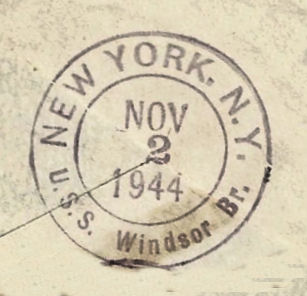 NEW YORK, N.Y.
NOV
2
1944
U.S.S. Windsor Br.